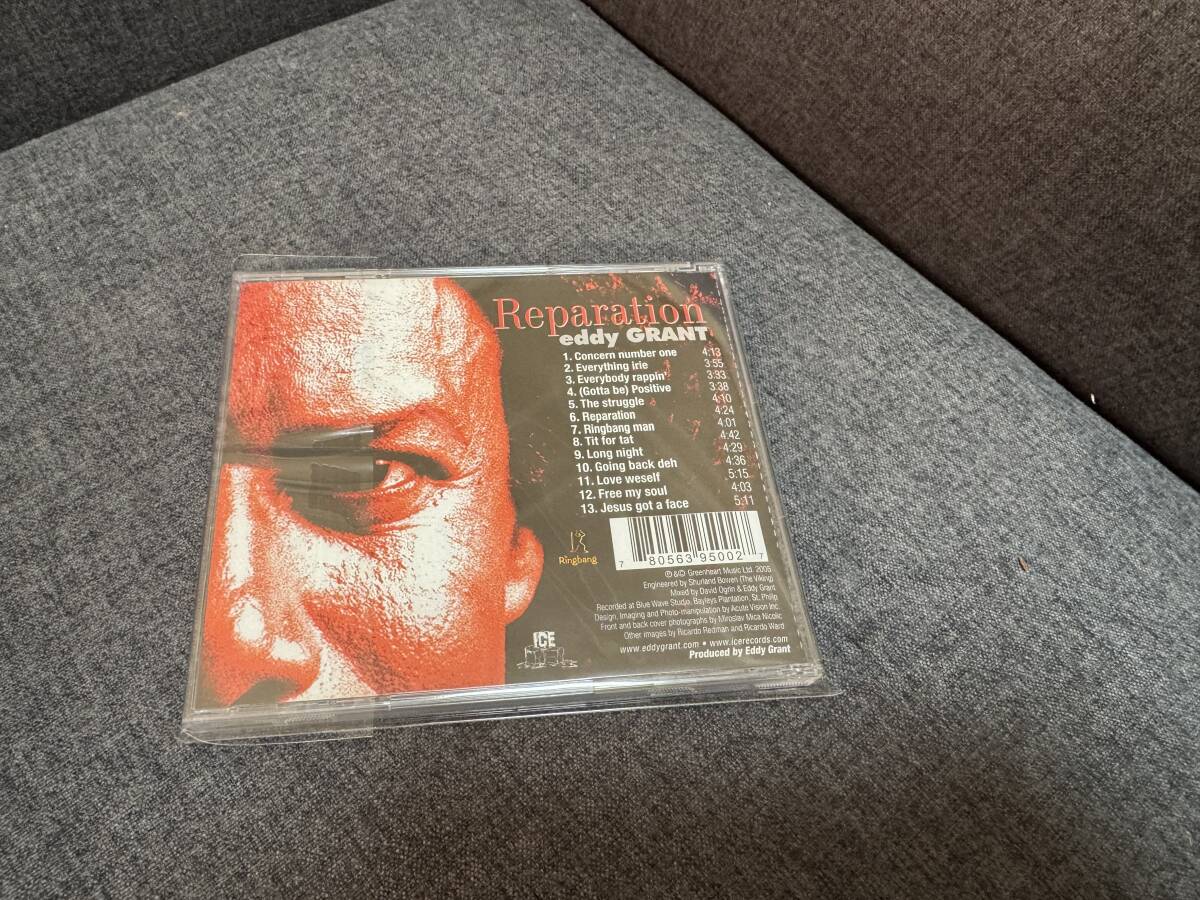 Reparation
eddy GRANT
1. Concern number one 4:13
2. Everything irie 3:55
3. Everybody rappin' 3:33
4. (Gotta be) Positive 3:38
5. The struggle 4:10
6. Reparation 4:24
7. Ringbang man 4:01
8. Tit for tat 4:42
9. Long night 4:29
10. Going back deh 4:36
11. Love weself 5:15
12. Free my soul 4:03
13. Jesus got a face 5:11
Ringbang
7 80563 95002 7
℗ & © Greenheart Music Ltd. 2006
Engineered by Shurland Bowen (The Viking)
Mixed by David Ogrin & Eddy Grant
Recorded at Blue Wave Studio, Bayleys Plantation, St. Philip
Design, Imaging and Photo-manipulation by Acute Vision Inc.
Front and back cover photographs by Miroslav Mica Nicolic
Other images by Ricardo Redman and Ricardo Ward
www.eddygrant.com • www.icerecords.com
Produced by Eddy Grant
ICE